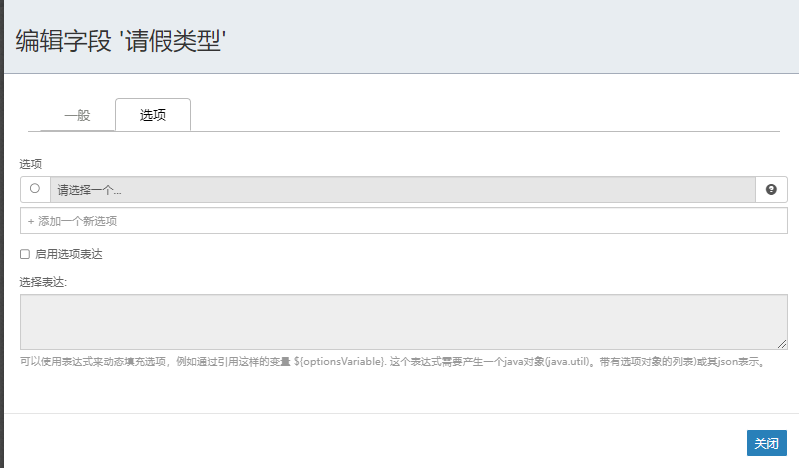 编辑字段 '请假类型'
一般
选项
选项
请选择一个...
+ 添加一个新选项
启用选项表达
选择表达:
可以使用表达式来动态填充选项，例如通过引用这样的变量 ${optionsVariable}. 这个表达式需要产生一个java对象(java.util)。带有选项对象的列表)或其json表示。
关闭